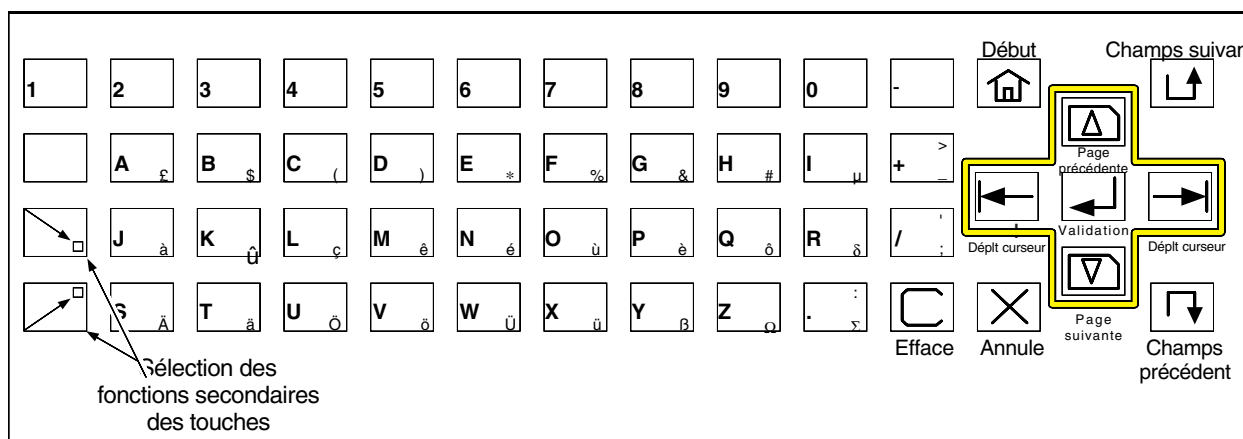 Début Champs suivan
1 2 3 4 5 6 7 8 9 0 -
A £ B $ C ( D ) E * F % G & H # I µ + > _
Page
précédente
J à K û L ç M ê N é O ù P è Q ô R δ / ' ;
Déplt curseur Validation Déplt curseur
S Ä T ä U Ö V ö W Ü X ü Y ß Z Ω . : Σ
Page
suivante
Efface Annule Champs
précédent
Sélection des
fonctions secondaires
des touches